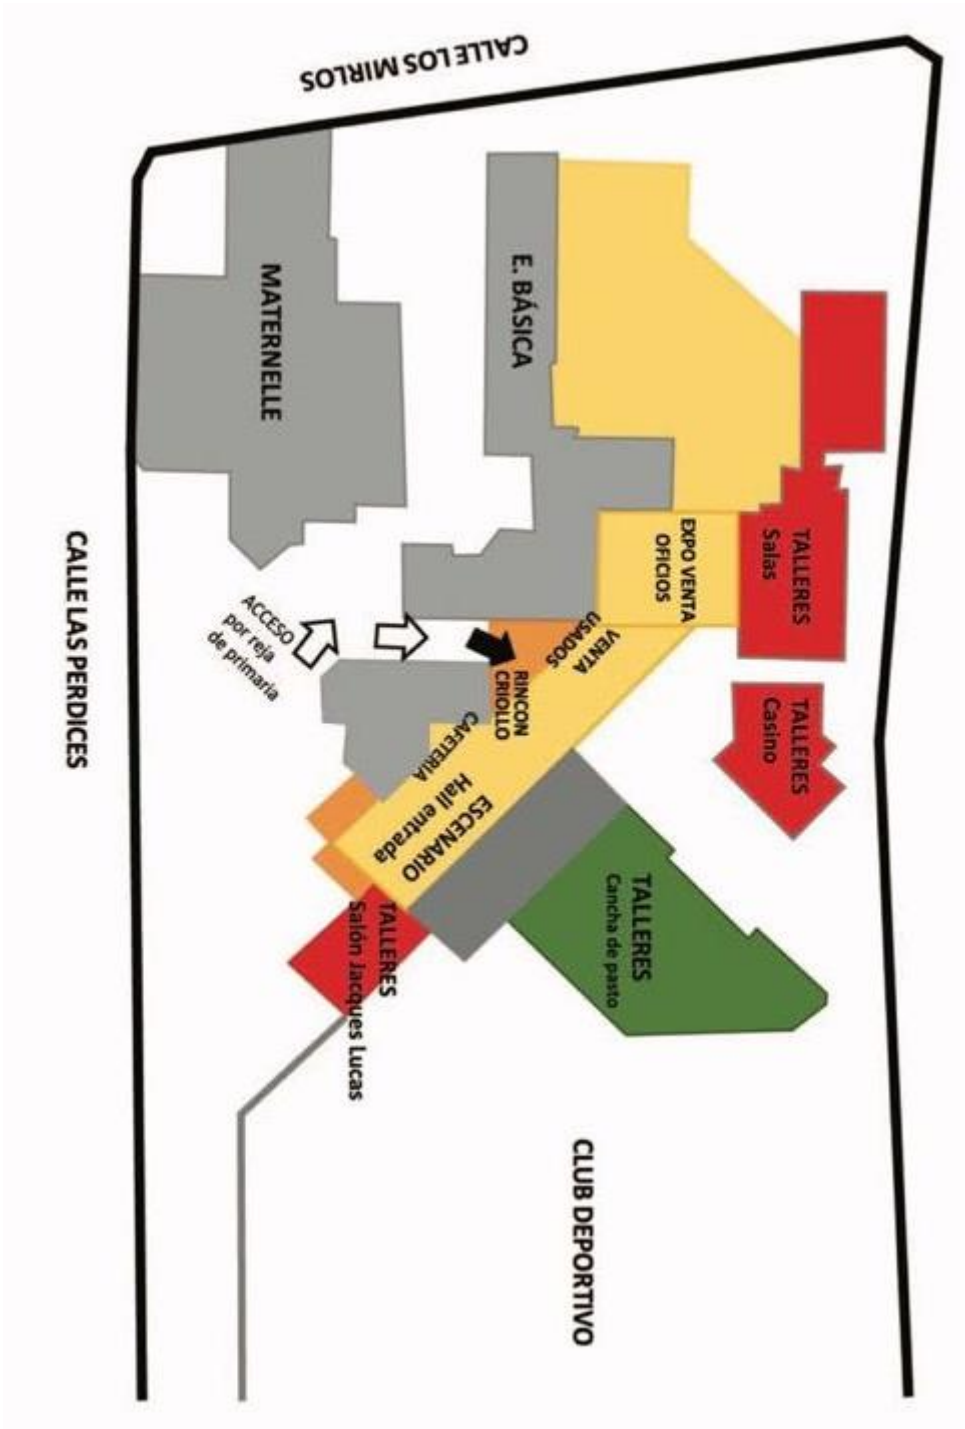 CALLE LOS MIRLOS
MATERNELLE
E. BÁSICA
CALLE LAS PERDICES
ACCESO
por reja
de primaria
EXPO VENTA
OFICIOS
TALLERES
Salas
VENTA
USADOS
RINCON
CRIOLLO
CAFETERIA
TALLERES
Casino
ESCENARIO
Hall entrada
TALLERES
Cancha de pasto
TALLERES
Salón Jacques Lucas
CLUB DEPORTIVO